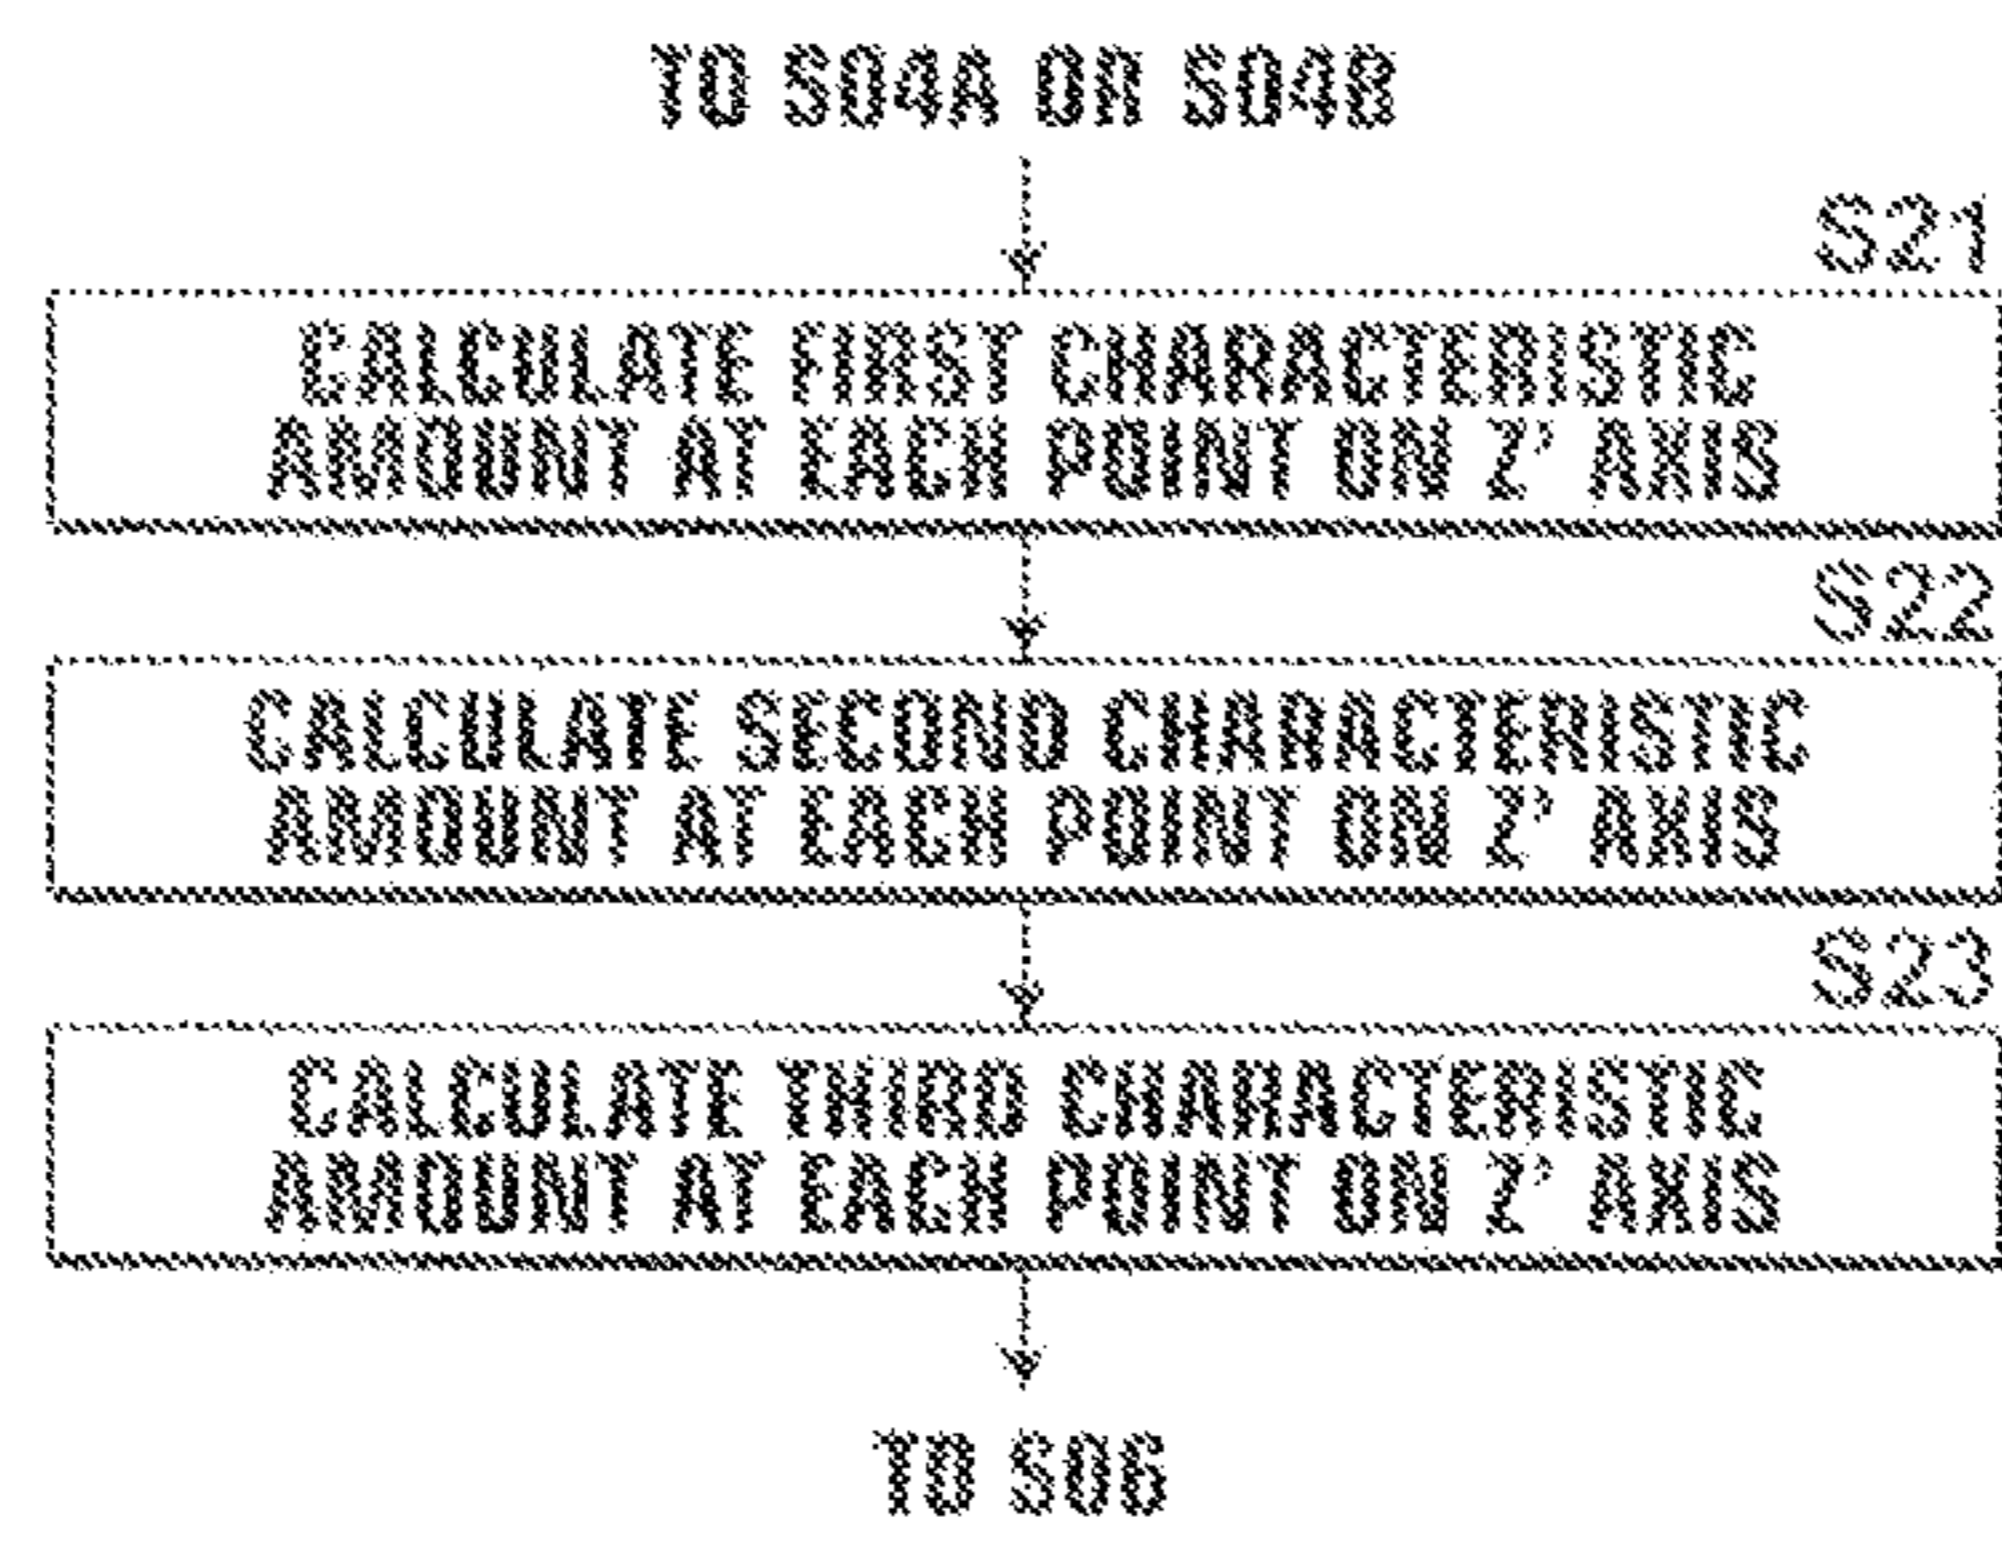 TO S04A OR S04B
S21
CALCULATE FIRST CHARACTERISTIC
AMOUNT AT EACH POINT ON Z' AXIS
S22
CALCULATE SECOND CHARACTERISTIC
AMOUNT AT EACH POINT ON Z' AXIS
S23
CALCULATE THIRD CHARACTERISTIC
AMOUNT AT EACH POINT ON Z' AXIS
TO S06